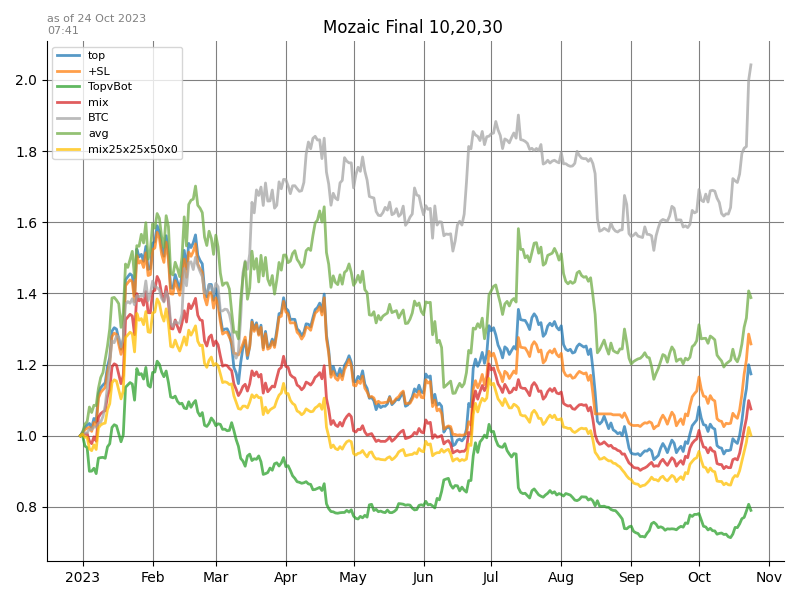 as of 24 Oct 2023
07:41
Mozaic Final 10,20,30
top
+SL
TopvBot
mix
BTC
avg
mix25x25x50x0
2.0
1.8
1.6
1.4
1.2
1.0
0.8
2023 Feb Mar Apr May Jun Jul Aug Sep Oct Nov